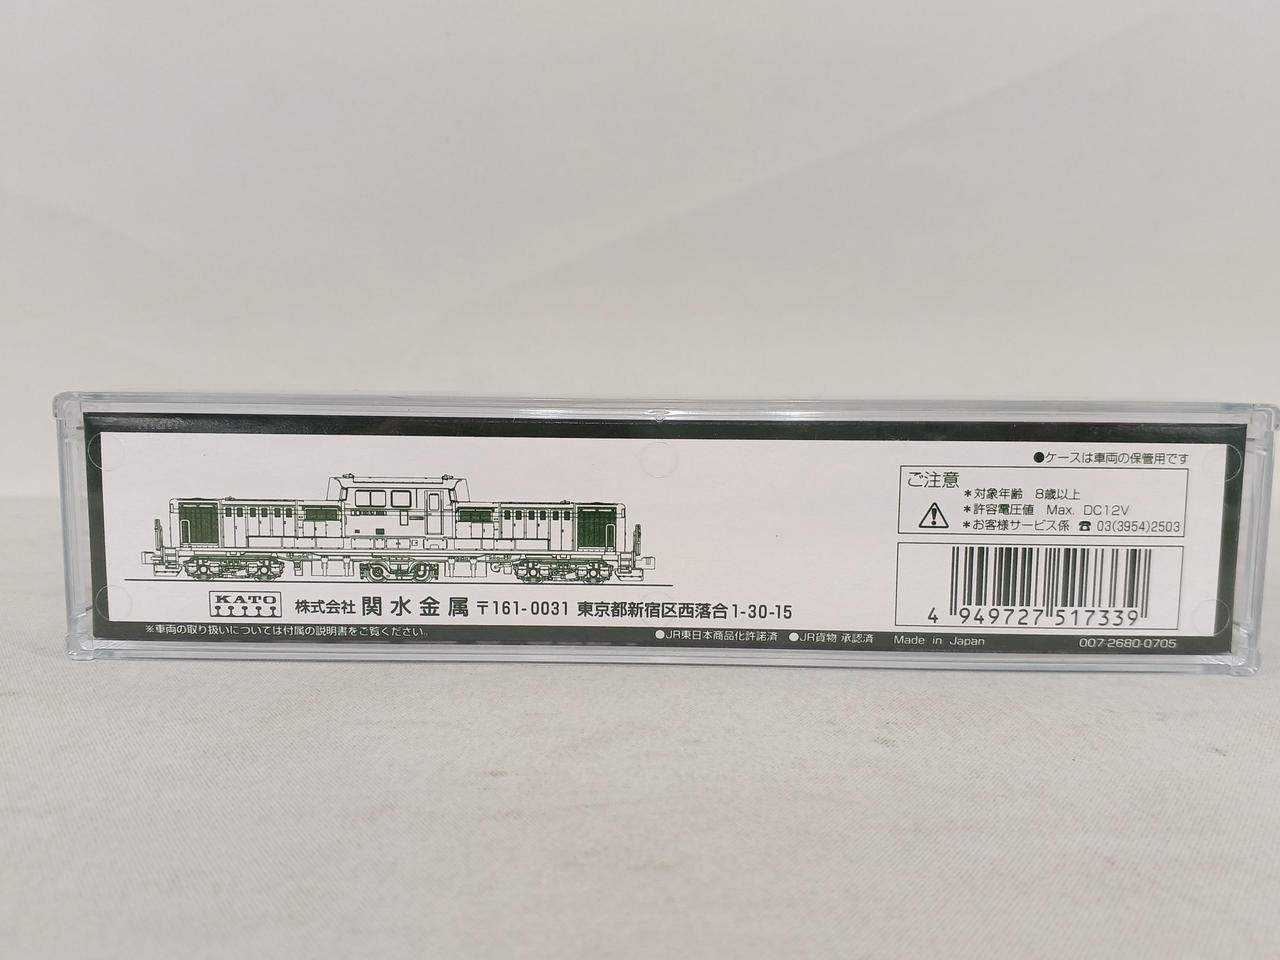 ●ケースは車両の保管用です
ご注意
＊対象年齢 8歳以上
＊許容電圧値 Max. DC12V
＊お客様サービス係 ☎ 03(3954)2503
4 949727 517339
KATO
株式会社 関水金属 〒161-0031 東京都新宿区西落合1-30-15
※車両の取り扱いについては付属の説明書をご覧ください。
●JR東日本商品化許諾済 ●JR貨物 承認済 Made in Japan 007-2680-0705